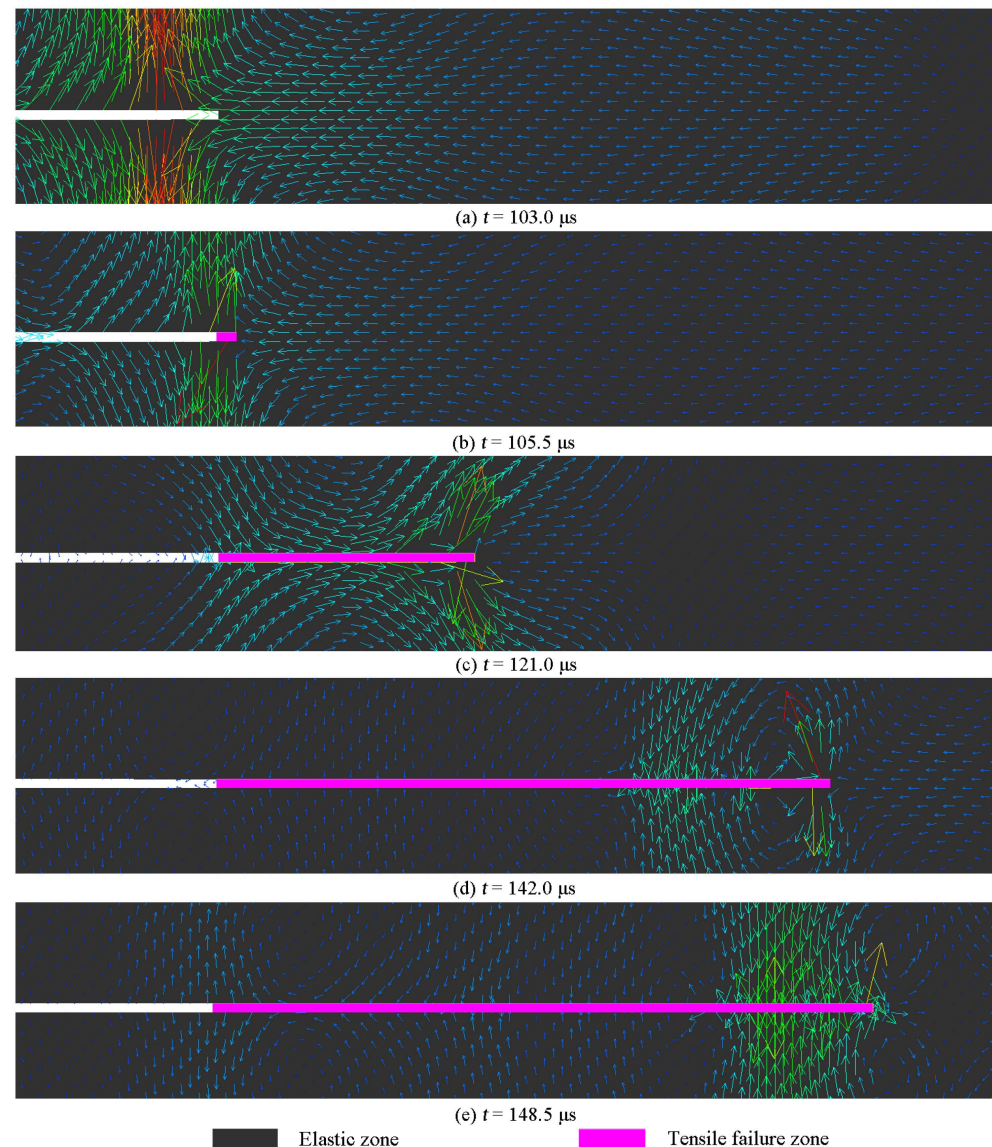 (a) t = 103.0 μs
(b) t = 105.5 μs
(c) t = 121.0 μs
(d) t = 142.0 μs
(e) t = 148.5 μs
Elastic zone Tensile failure zone